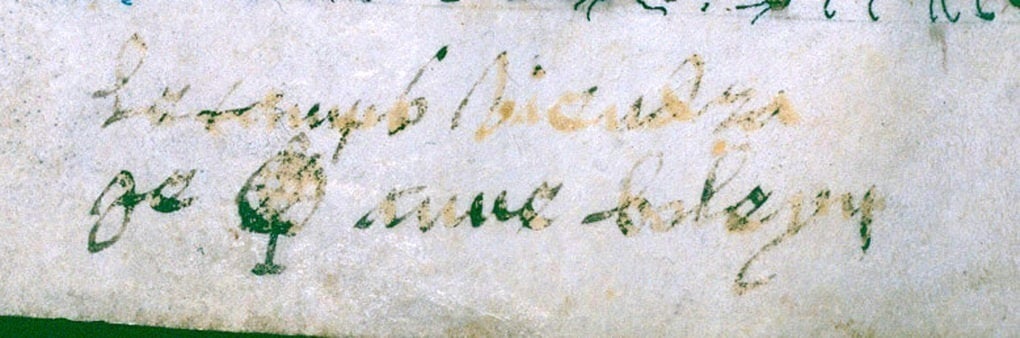 le temps viendra
je anne boleyn